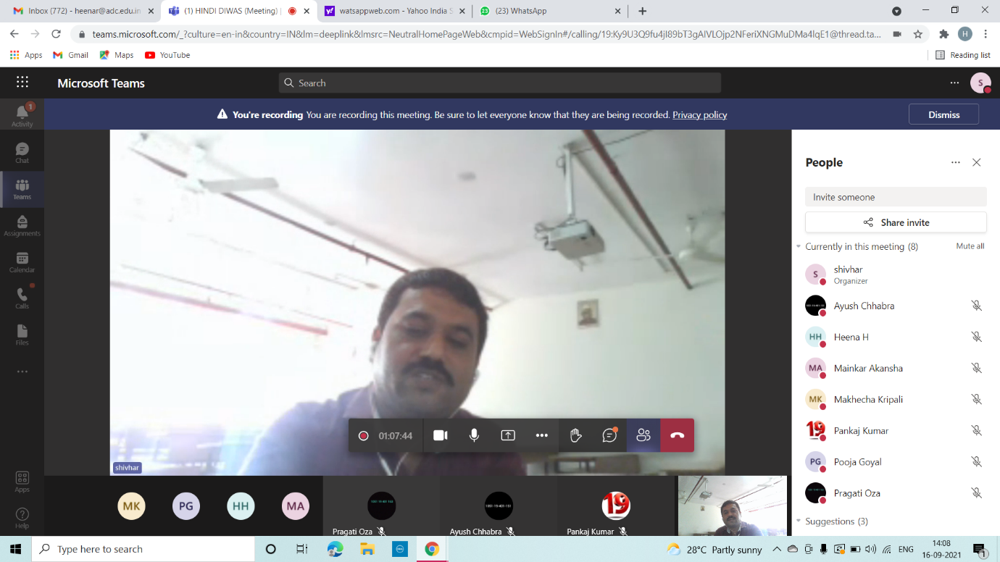 Inbox (772) - heenar@adc.edu.in
(1) HINDI DIWAS (Meeting) |
watsappweb.com - Yahoo India S
(23) WhatsApp
teams.microsoft.com/_?culture=en-in&country=IN&lm=deeplink&lmsrc=NeutralHomePageWeb&cmpid=WebSignIn#/calling/19:Ky9U3Q9fu4jI89bT3gAIVLOjp2NFeriXNGMuDMa4lqE1@thread.ta...
H
Apps
Gmail
Maps
YouTube
Reading list
Microsoft Teams
Search
S
You're recording You are recording this meeting. Be sure to let everyone know that they are being recorded. Privacy policy
Dismiss
1
Activity
Chat
Teams
Assignments
Calendar
Calls
Files
Apps
Help
01:07:44
shivhar
MK
PG
HH
MA
Pragati Oza
Ayush Chhabra
19
Pankaj Kumar
People
Invite someone
Share invite
Currently in this meeting (8)
Mute all
S
shivhar
Organizer
Ayush Chhabra
HH
Heena H
MA
Mainkar Akansha
MK
Makhecha Kripali
19
Pankaj Kumar
PG
Pooja Goyal
Pragati Oza
Suggestions (3)
Type here to search
28°C Partly sunny
ENG
14:08
16-09-2021
1